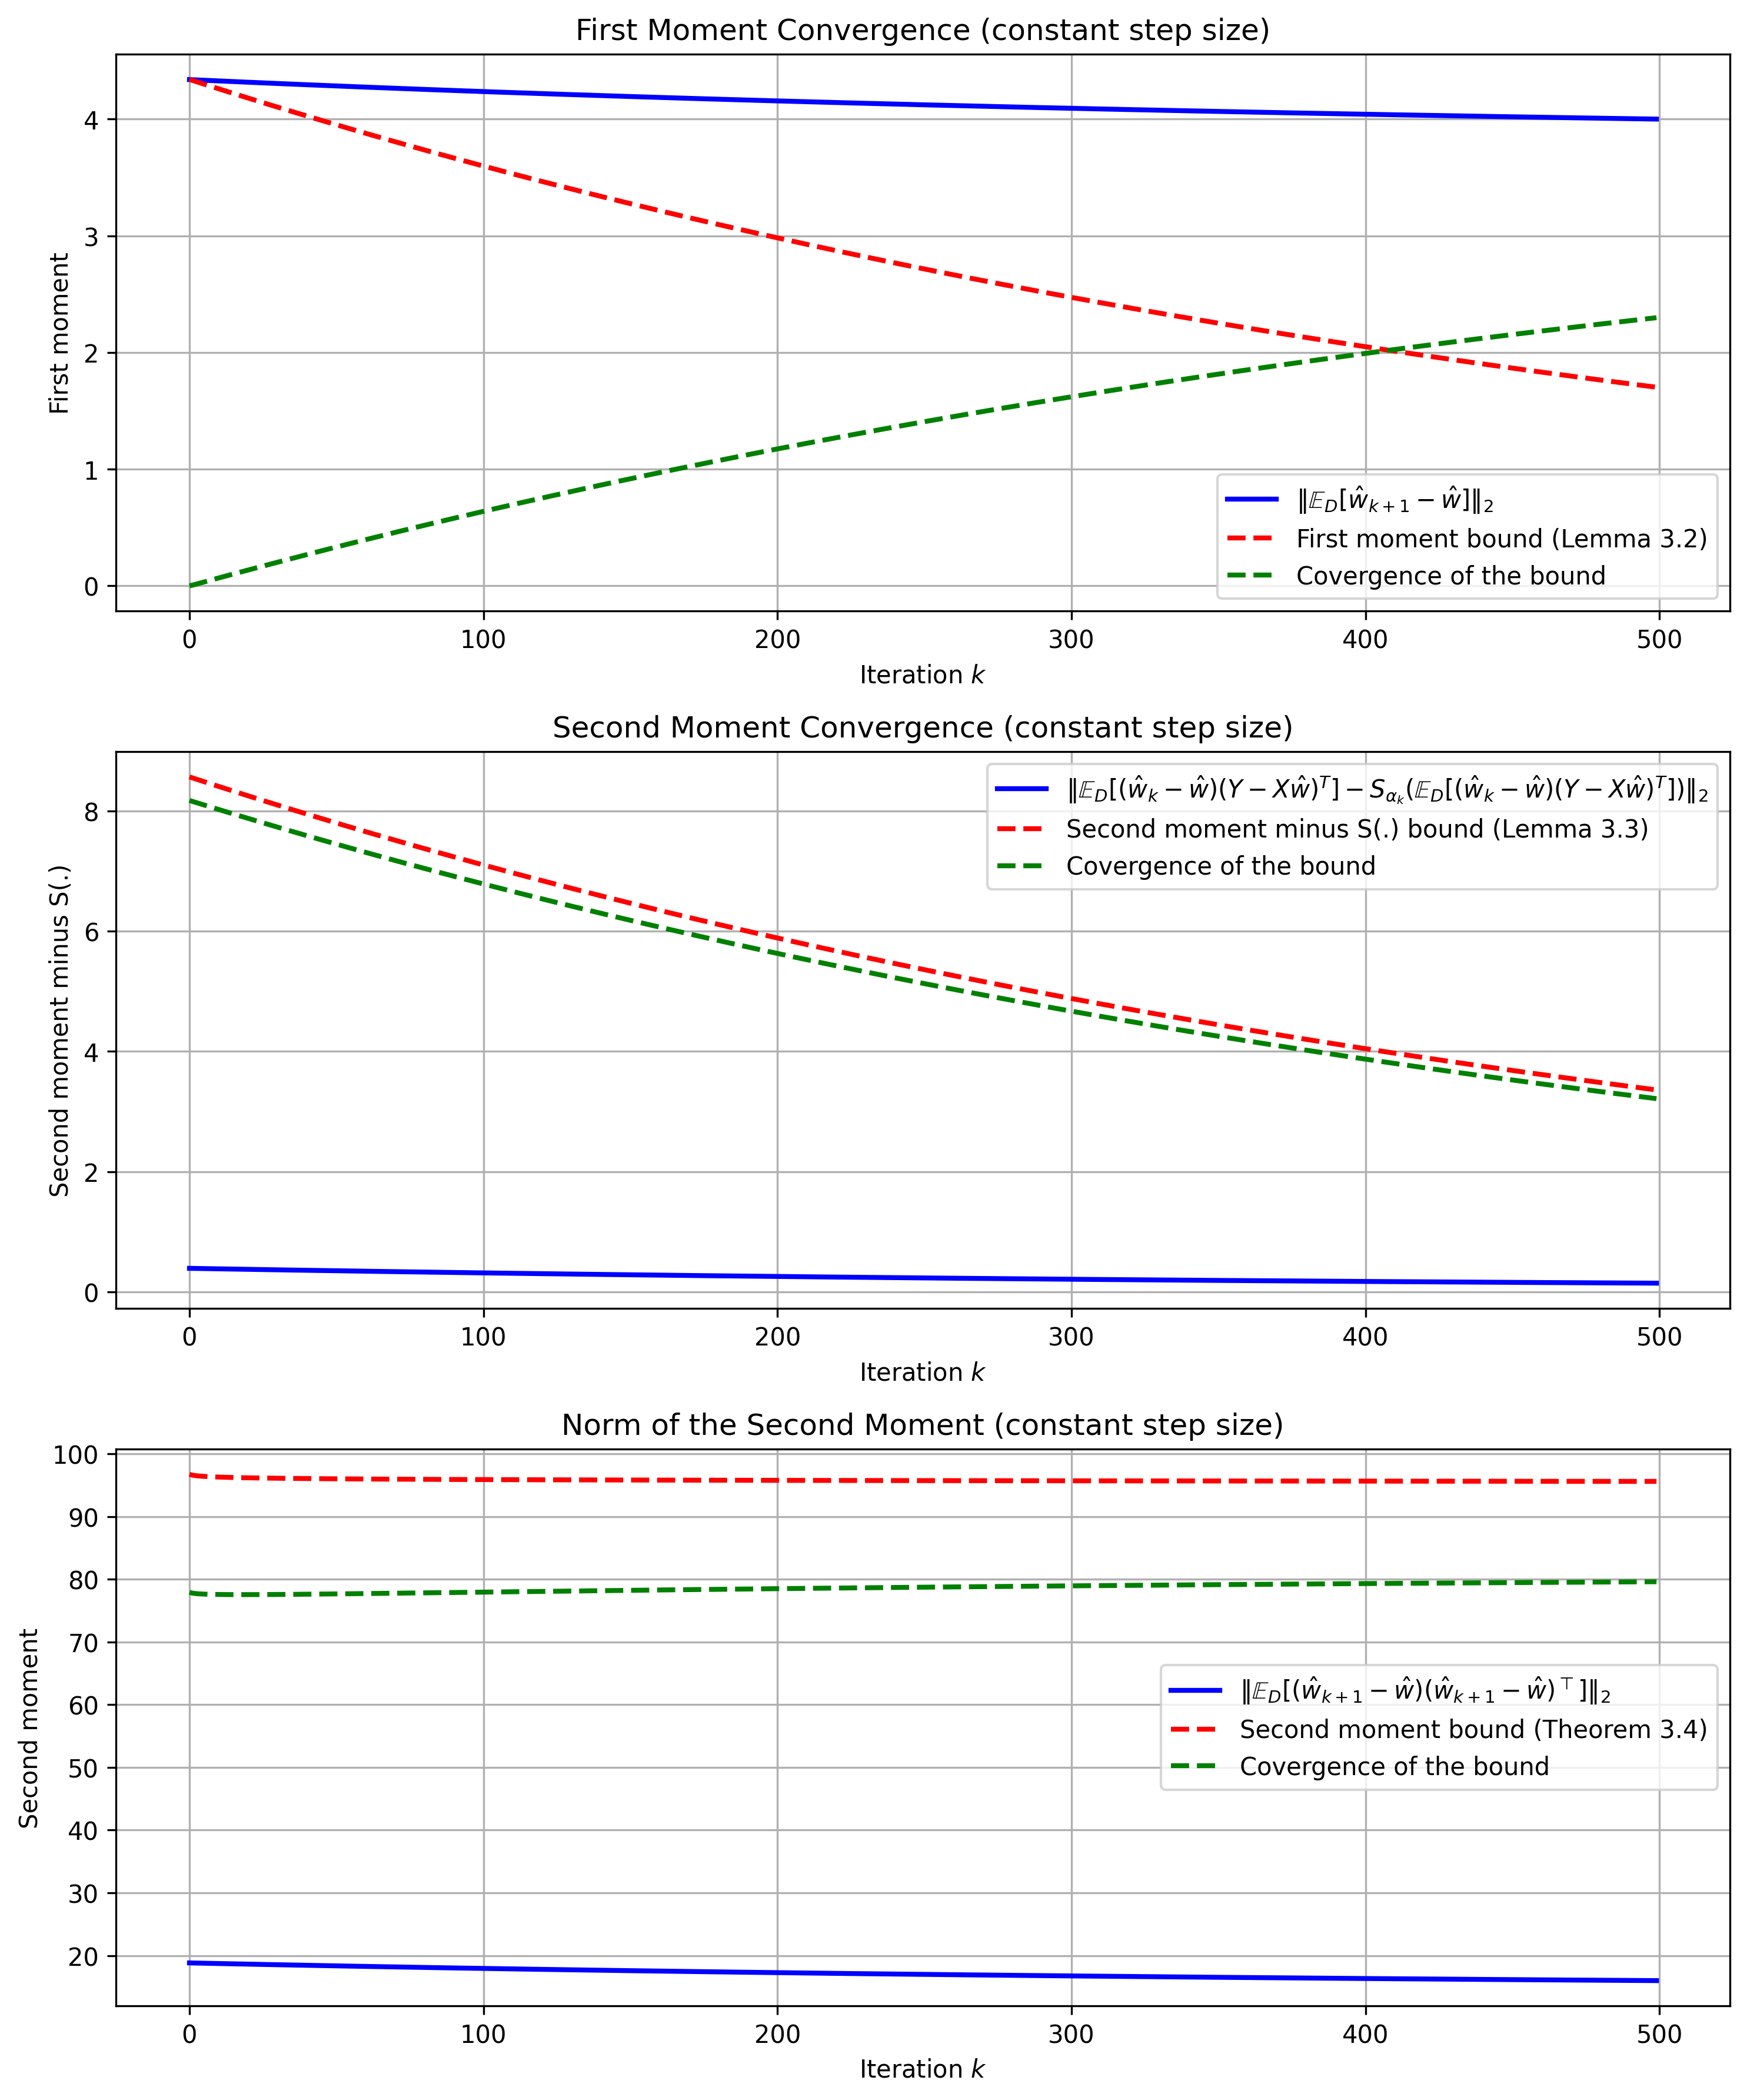 First Moment Convergence (constant step size)
First moment
4
3
2
1
0
‖𝔼_D[ŵ_{k+1} − ŵ]‖₂
First moment bound (Lemma 3.2)
Covergence of the bound
0 100 200 300 400 500
Iteration k
Second Moment Convergence (constant step size)
Second moment minus S(.)
8
6
4
2
0
‖𝔼_D[(ŵ_k − ŵ)(Y − Xŵ)^T] − S_{α_k}(𝔼_D[(ŵ_k − ŵ)(Y − Xŵ)^T])‖₂
Second moment minus S(.) bound (Lemma 3.3)
Covergence of the bound
0 100 200 300 400 500
Iteration k
Norm of the Second Moment (constant step size)
Second moment
100
90
80
70
60
50
40
30
20
‖𝔼_D[(ŵ_{k+1} − ŵ)(ŵ_{k+1} − ŵ)^⊤]‖₂
Second moment bound (Theorem 3.4)
Covergence of the bound
0 100 200 300 400 500
Iteration k